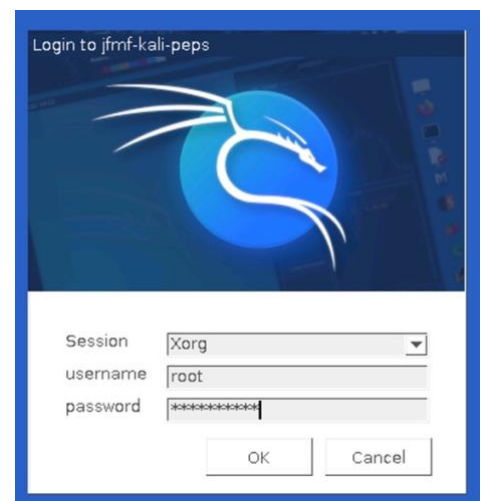 Login to jfmf-kali-peps
Session Xorg
username root
password **********
OK Cancel